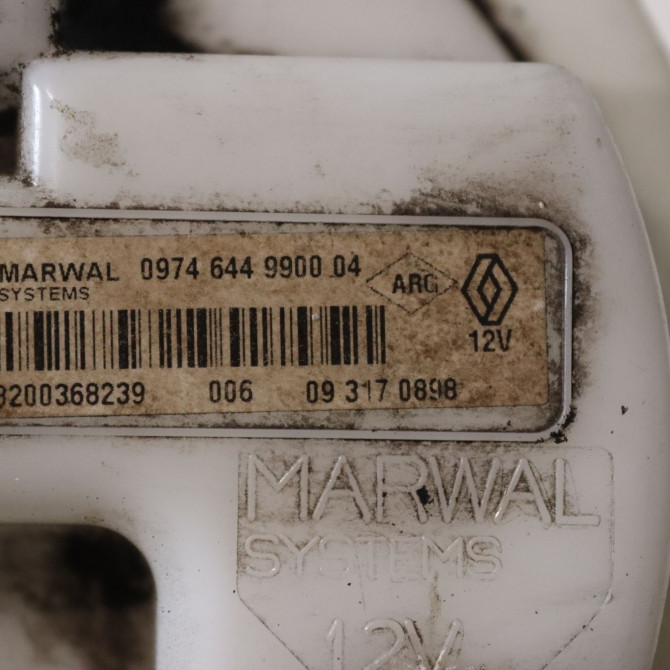 MARWAL 0974 644 9900 04
SYSTEMS
ARG
12V
8200368239 006 09 317 0898
MARWAL
SYSTEMS
12V